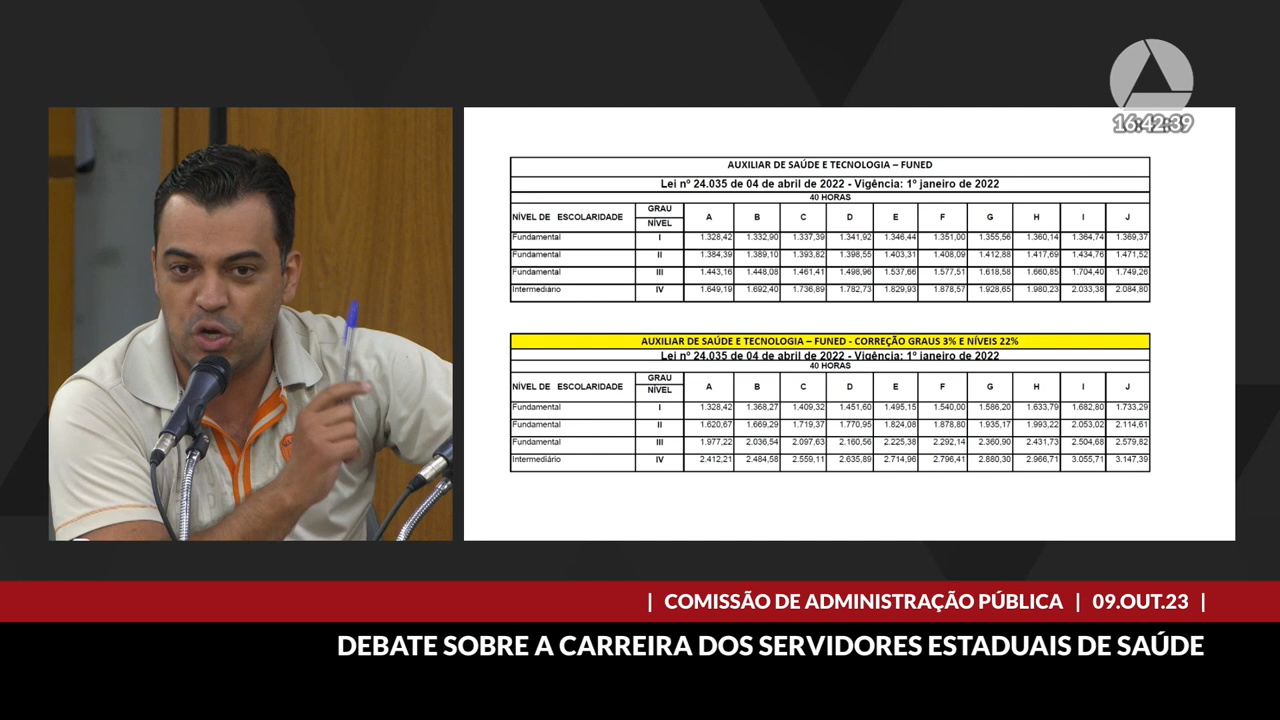 16:42:39
AUXILIAR DE SAÚDE E TECNOLOGIA – FUNED
Lei nº 24.035 de 04 de abril de 2022 - Vigência: 1º janeiro de 2022
40 HORAS
NÍVEL DE ESCOLARIDADE GRAU NÍVEL A B C D E F G H I J
Fundamental I 1.328,42 1.332,90 1.337,39 1.341,92 1.346,44 1.351,00 1.355,56 1.360,14 1.364,74 1.369,37
Fundamental II 1.384,39 1.389,10 1.393,82 1.398,55 1.403,31 1.408,09 1.412,88 1.417,69 1.434,76 1.471,52
Fundamental III 1.443,16 1.448,08 1.461,41 1.498,96 1.537,66 1.577,51 1.618,58 1.660,85 1.704,40 1.749,26
Intermediário IV 1.649,19 1.692,40 1.736,89 1.782,73 1.829,93 1.878,57 1.928,65 1.980,23 2.033,38 2.084,80
AUXILIAR DE SAÚDE E TECNOLOGIA – FUNED - CORREÇÃO GRAUS 3% E NÍVEIS 22%
Lei nº 24.035 de 04 de abril de 2022 - Vigência: 1º janeiro de 2022
40 HORAS
NÍVEL DE ESCOLARIDADE GRAU NÍVEL A B C D E F G H I J
Fundamental I 1.328,42 1.368,27 1.409,32 1.451,60 1.495,15 1.540,00 1.586,20 1.633,79 1.682,80 1.733,29
Fundamental II 1.620,67 1.669,29 1.719,37 1.770,95 1.824,08 1.878,80 1.935,17 1.993,22 2.053,02 2.114,61
Fundamental III 1.977,22 2.036,54 2.097,63 2.160,56 2.225,38 2.292,14 2.360,90 2.431,73 2.504,68 2.579,82
Intermediário IV 2.412,21 2.484,58 2.559,11 2.635,89 2.714,96 2.796,41 2.880,30 2.966,71 3.055,71 3.147,39
| COMISSÃO DE ADMINISTRAÇÃO PÚBLICA | 09.OUT.23 |
DEBATE SOBRE A CARREIRA DOS SERVIDORES ESTADUAIS DE SAÚDE